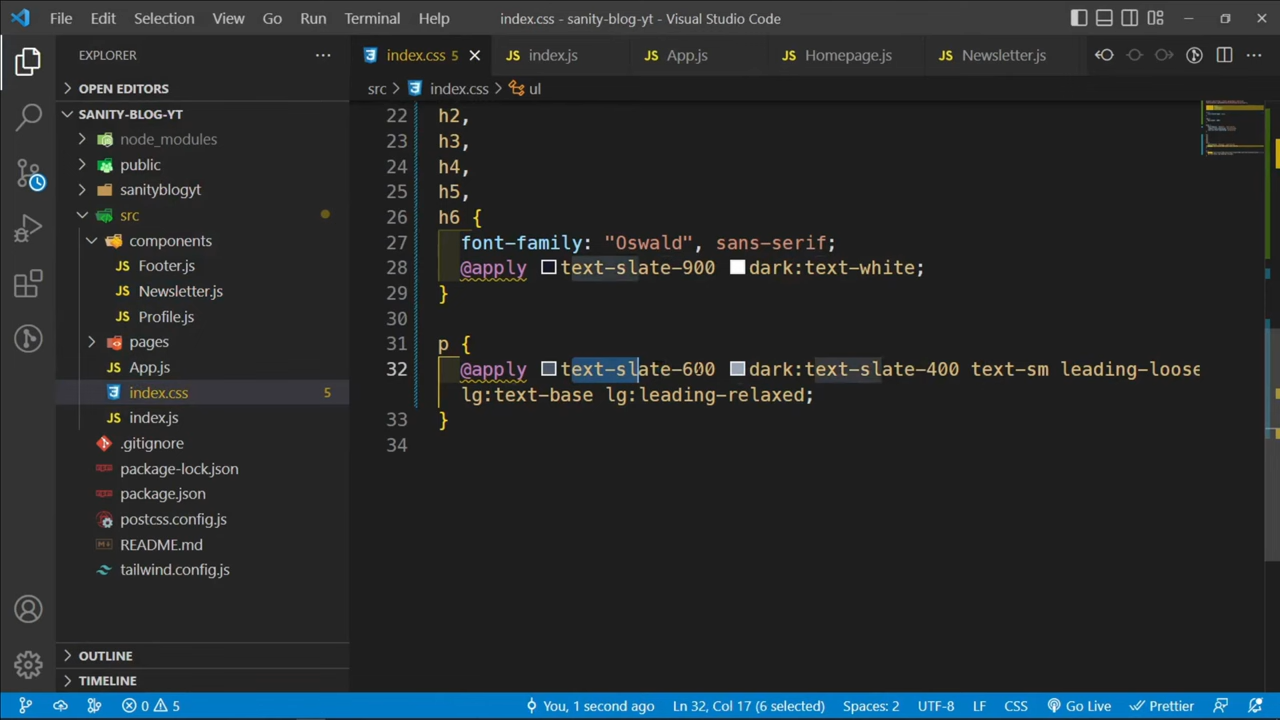 File Edit Selection View Go Run Terminal Help index.css - sanity-blog-yt - Visual Studio Code
EXPLORER
index.css 5 index.js App.js Homepage.js Newsletter.js
OPEN EDITORS
src index.css ul
SANITY-BLOG-YT
node_modules
public
sanityblogyt
src
components
Footer.js
Newsletter.js
Profile.js
pages
App.js
index.css 5
index.js
.gitignore
package-lock.json
package.json
postcss.config.js
README.md
tailwind.config.js
OUTLINE
TIMELINE
22 h2,
23 h3,
24 h4,
25 h5,
26 h6 {
27 font-family: "Oswald", sans-serif;
28 @apply text-slate-900 dark:text-white;
29 }
30
31 p {
32 @apply text-slate-600 dark:text-slate-400 text-sm leading-loose
lg:text-base lg:leading-relaxed;
33 }
34
0 5 You, 1 second ago Ln 32, Col 17 (6 selected) Spaces: 2 UTF-8 LF CSS Go Live Prettier